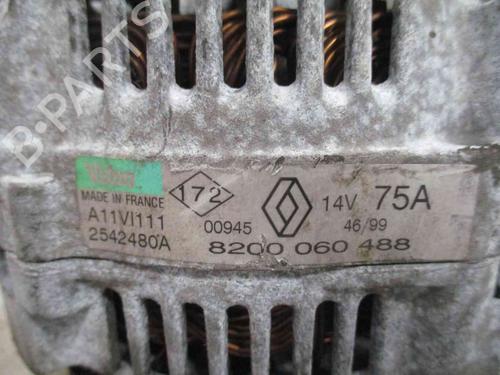 B-PARTS
Valeo
MADE IN FRANCE
A11VI111
2542480A
172
00945
14V 75A
46/99
8200 060 488